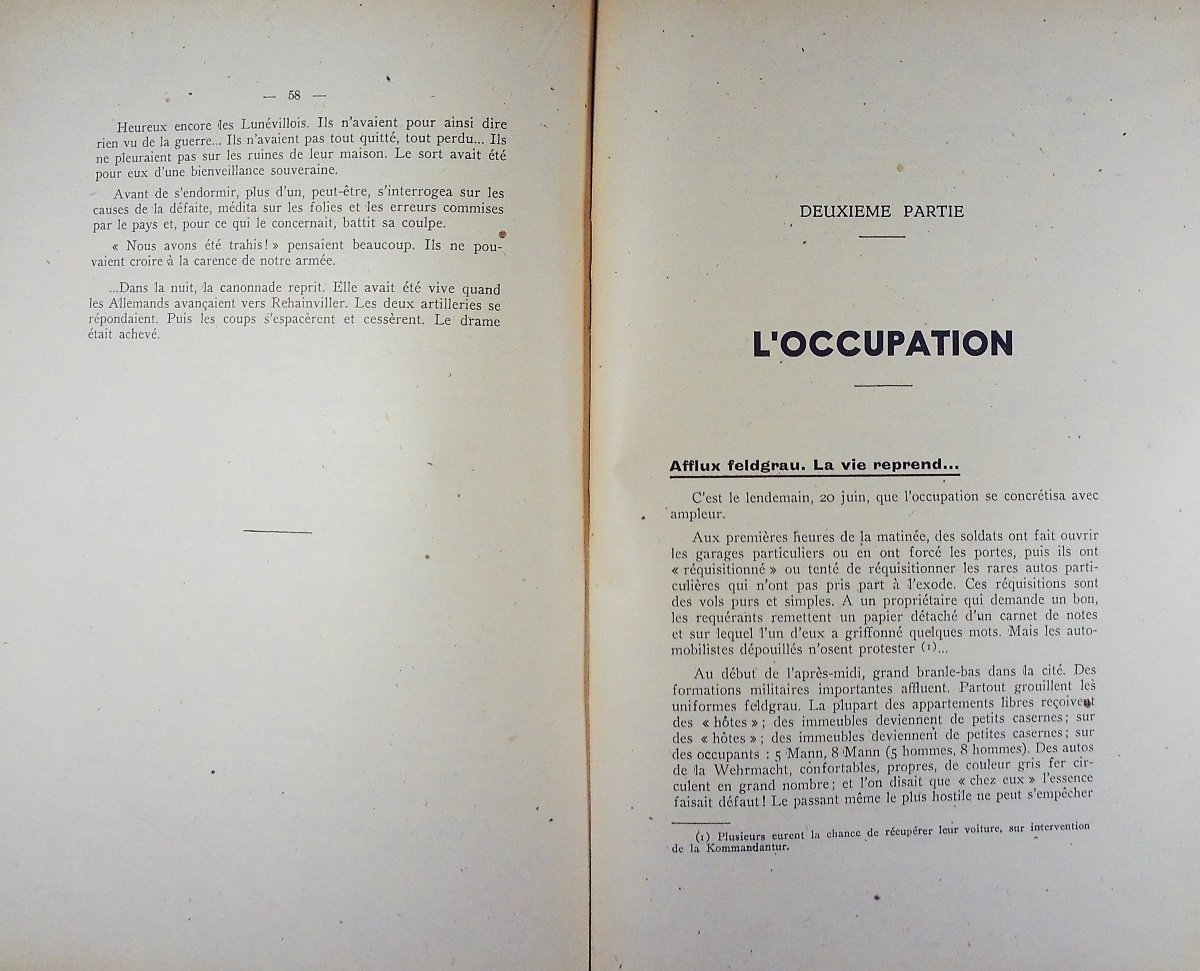 — 58 —
Heureux encore les Lunévillois. Ils n'avaient pour ainsi dire
rien vu de la guerre... Ils n'avaient pas tout quitté, tout perdu... Ils
ne pleuraient pas sur les ruines de leur maison. Le sort avait été
pour eux d'une bienveillance souveraine.
Avant de s'endormir, plus d'un, peut-être, s'interrogea sur les
causes de la défaite, médita sur les folies et les erreurs commises
par le pays et, pour ce qui le concernait, battit sa coulpe.
« Nous avons été trahis! » pensaient beaucoup. Ils ne pou-
vaient croire à la carence de notre armée.
...Dans la nuit, la canonnade reprit. Elle avait été vive quand
les Allemands avançaient vers Rehainviller. Les deux artilleries se
répondaient. Puis les coups s'espacèrent et cessèrent. Le drame
était achevé.
DEUXIEME PARTIE
L'OCCUPATION
Afflux feldgrau. La vie reprend...
C'est le lendemain, 20 juin, que l'occupation se concrétisa avec
ampleur.
Aux premières heures de la matinée, des soldats ont fait ouvrir
les garages particuliers ou en ont forcé les portes, puis ils ont
« réquisitionné » ou tenté de réquisitionner les rares autos parti-
culières qui n'ont pas pris part à l'exode. Ces réquisitions sont
des vols purs et simples. A un propriétaire qui demande un bon,
les requérants remettent un papier détaché d'un carnet de notes
et sur lequel l'un d'eux a griffonné quelques mots. Mais les auto-
mobilistes dépouillés n'osent protester (1)...
Au début de l'après-midi, grand branle-bas dans la cité. Des
formations militaires importantes affluent. Partout grouillent les
uniformes feldgrau. La plupart des appartements libres reçoivent
des « hôtes » ; des immeubles deviennent de petits casernes ; sur
des « hôtes » ; des immeubles deviennent de petites casernes ; sur
des occupants : 5 Mann, 8 Mann (5 hommes, 8 hommes). Des autos
de la Wehrmacht, confortables, propres, de couleur gris fer cir-
culent en grand nombre ; et l'on disait que « chez eux » l'essence
faisait défaut! Le passant même le plus hostile ne peut s'empêcher
(1) Plusieurs eurent la chance de récupérer leur voiture, sur intervention
de la Kommandantur.